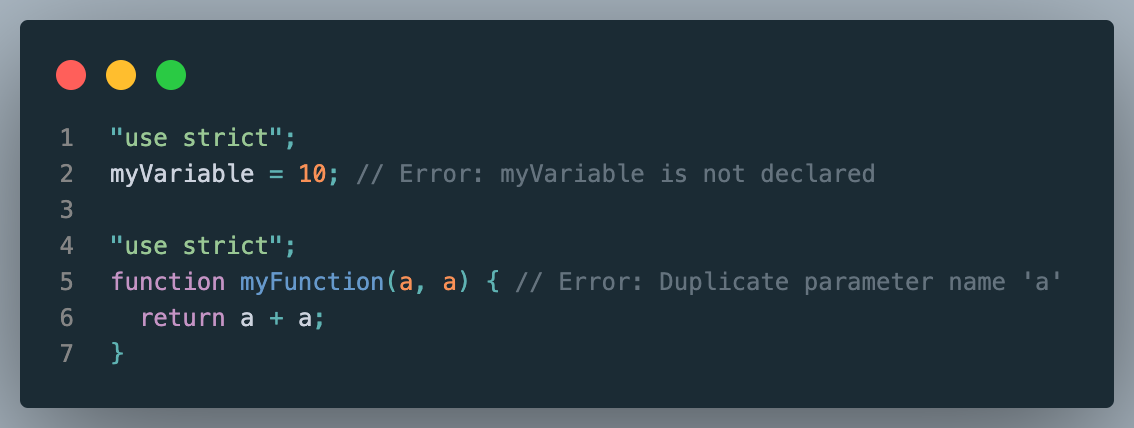 1 "use strict";
2 myVariable = 10; // Error: myVariable is not declared
3
4 "use strict";
5 function myFunction(a, a) { // Error: Duplicate parameter name 'a'
6   return a + a;
7 }